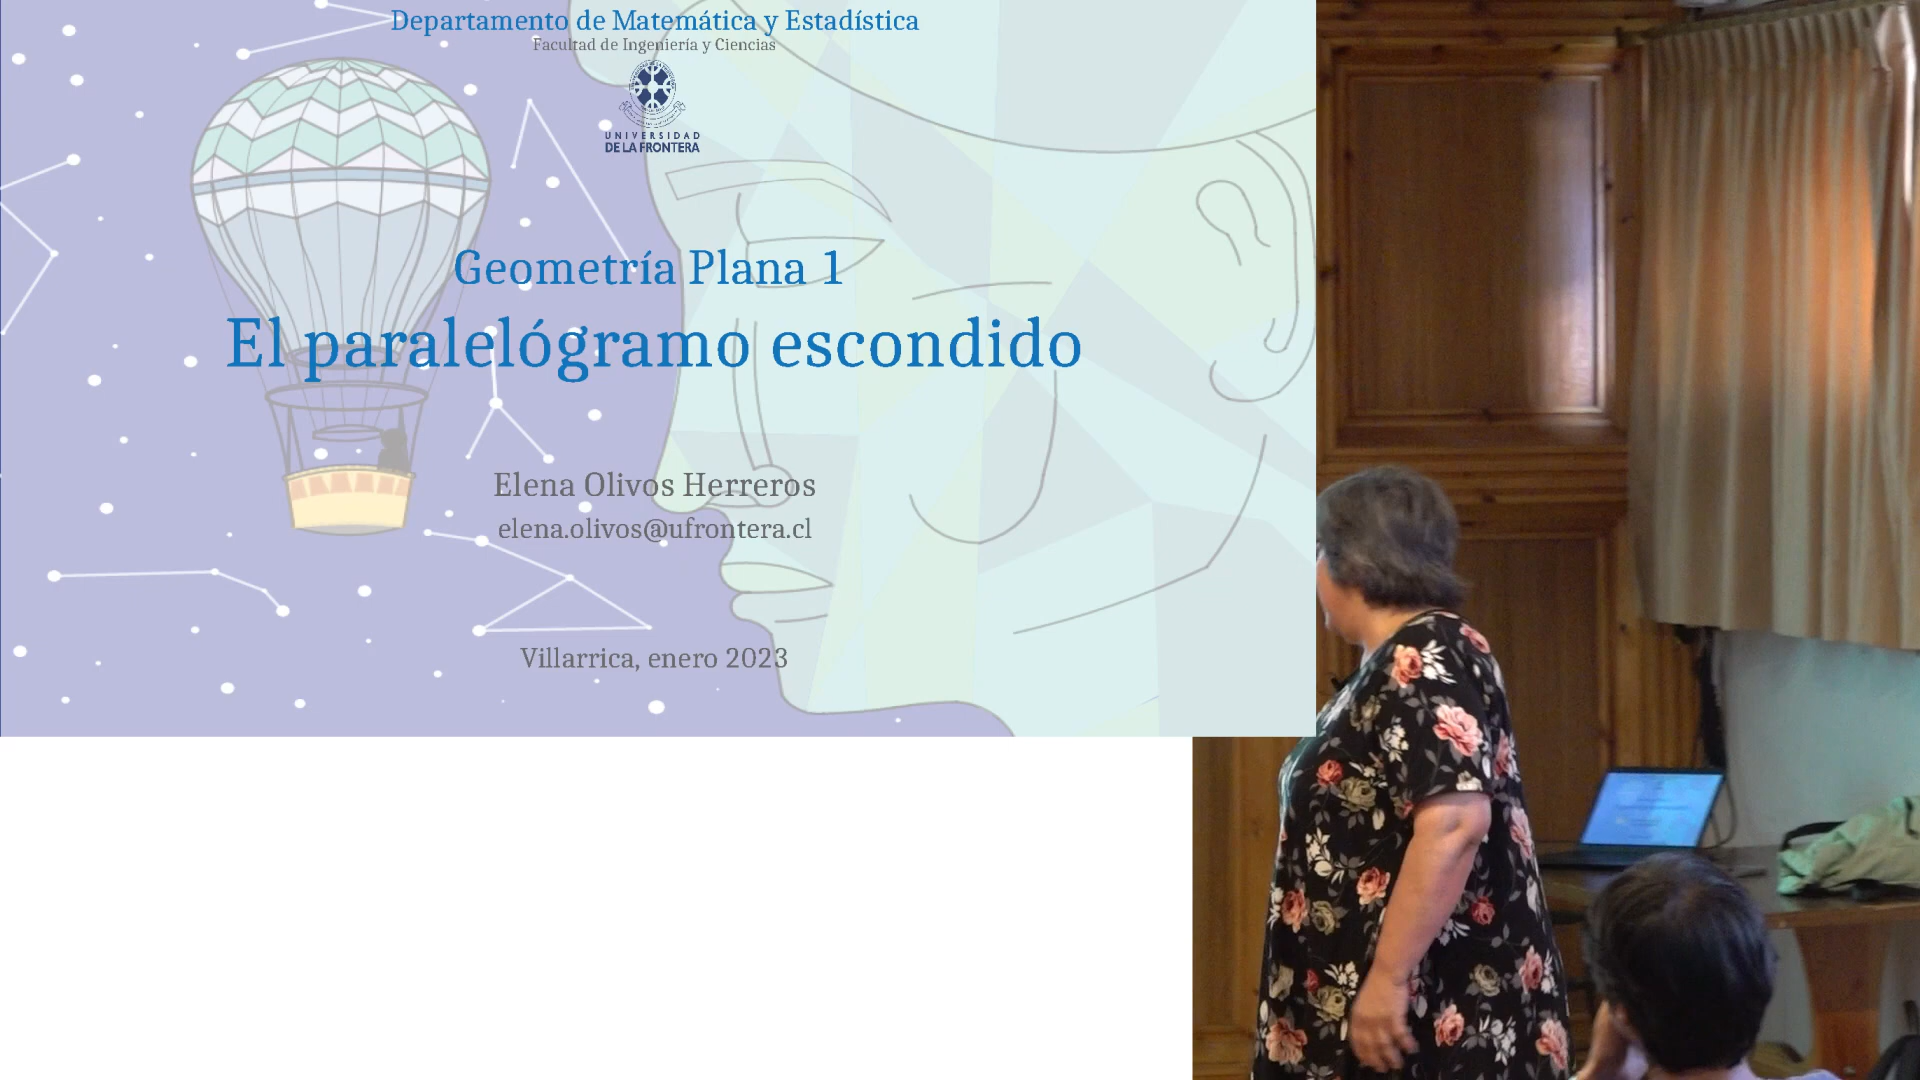 Departamento de Matemática y Estadística
Facultad de Ingeniería y Ciencias
UNIVERSIDAD
DE LA FRONTERA
Geometría Plana 1
El paralelógramo escondido
Elena Olivos Herreros
elena.olivos@ufrontera.cl
Villarrica, enero 2023